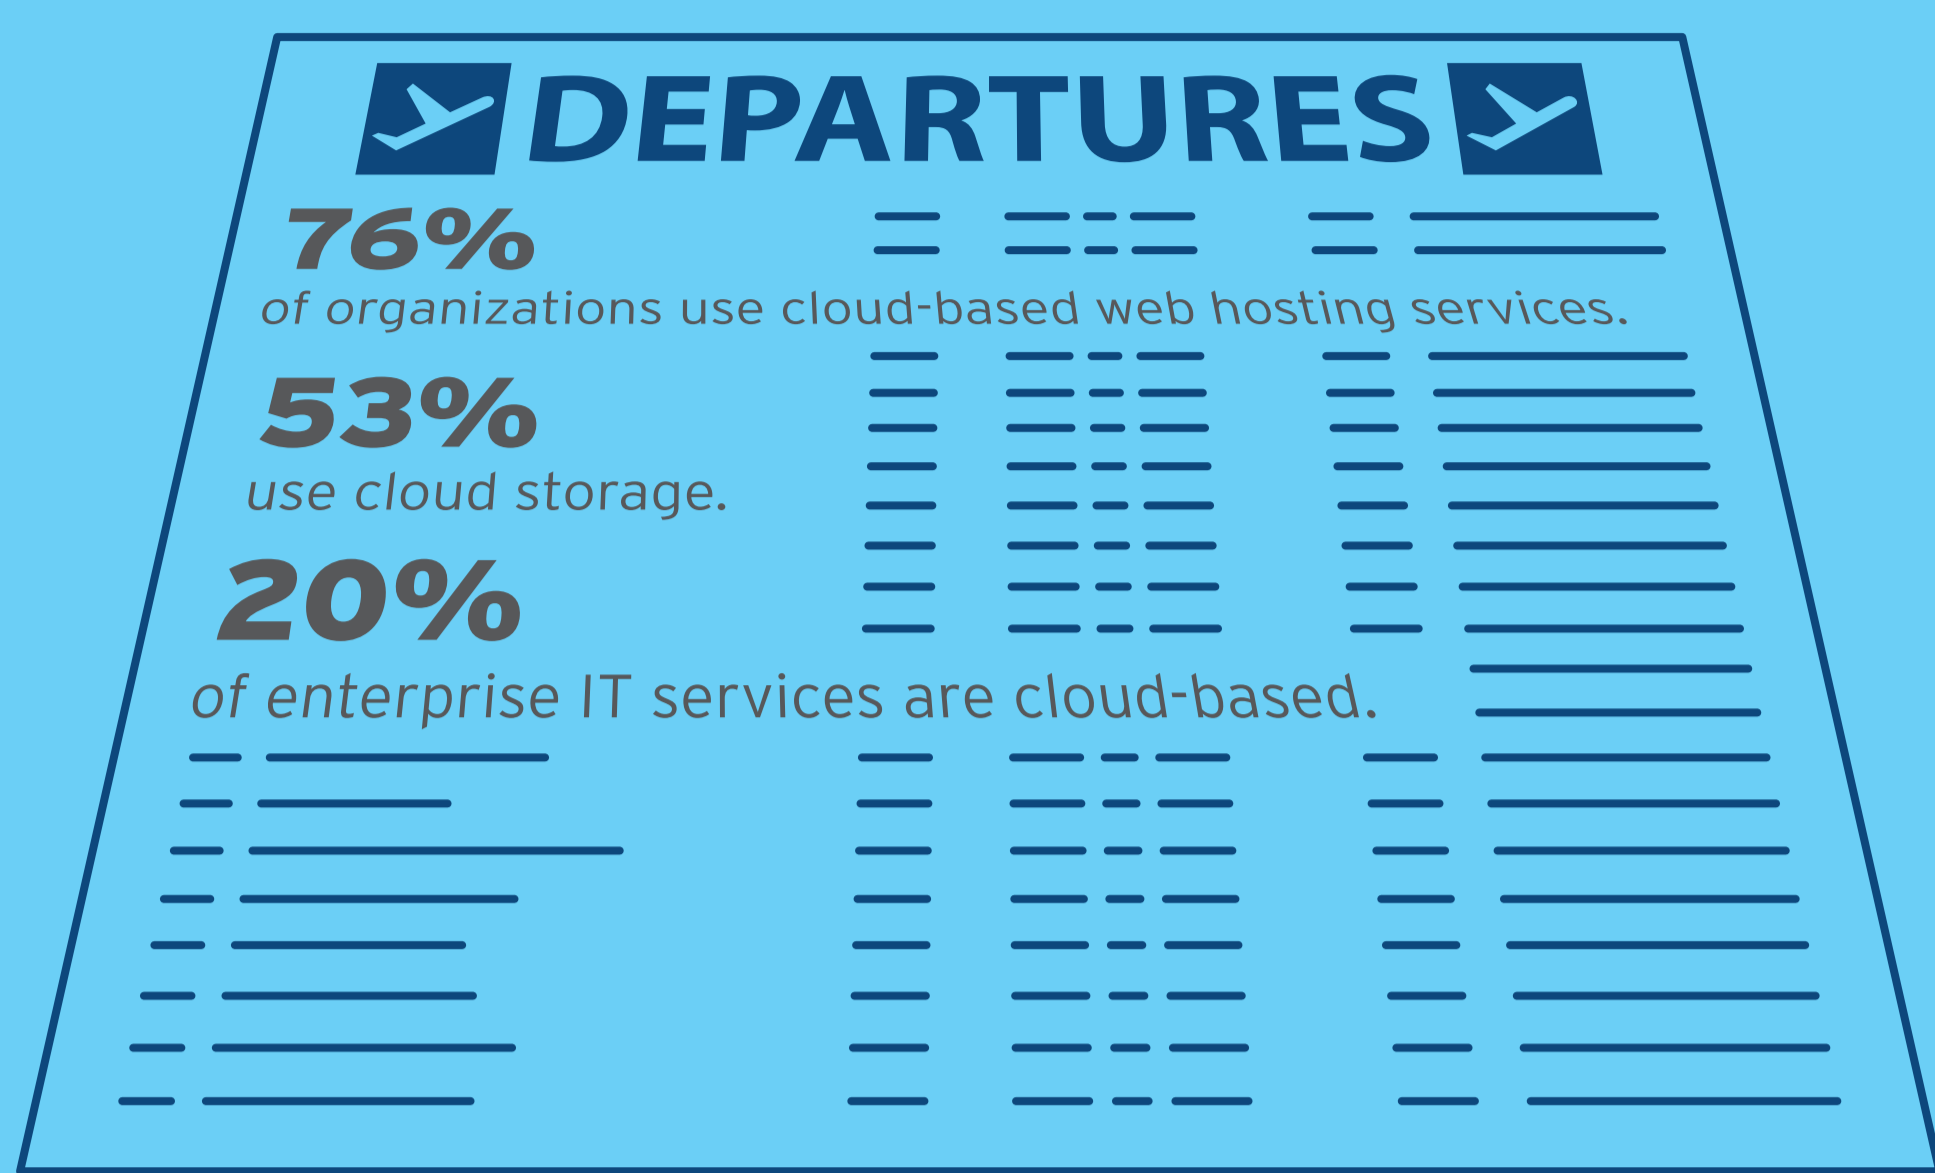 DEPARTURES
76%
of organizations use cloud-based web hosting services.
53%
use cloud storage.
20%
of enterprise IT services are cloud-based.